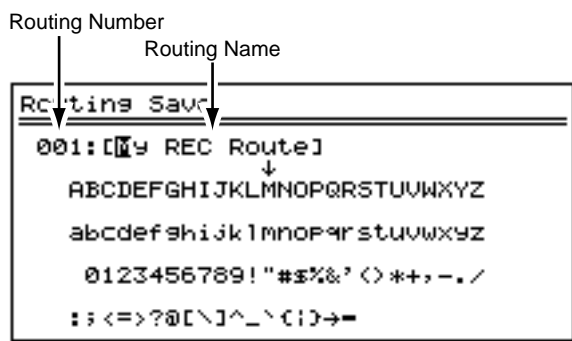 Routing Number
Routing Name
Routing Save
001:[My REC Route]
↓
ABCDEFGHIJKLMNOPQRSTUVWXYZ
abcdefghijklmnopqrstuvwxyz
0123456789!"#$%&'()*+,-./
:;<=>?@[\]^_`{|}→←